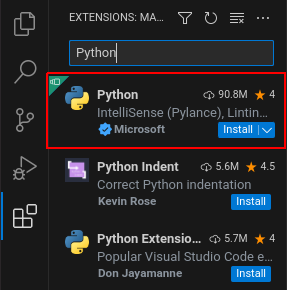 EXTENSIONS: MA...
Python
Python 90.8M 4
IntelliSense (Pylance), Lintin...
Microsoft Install
Python Indent 5.6M 4.5
Correct Python indentation
Kevin Rose Install
Python Extensio... 5.7M 4
Popular Visual Studio Code e...
Don Jayamanne Install